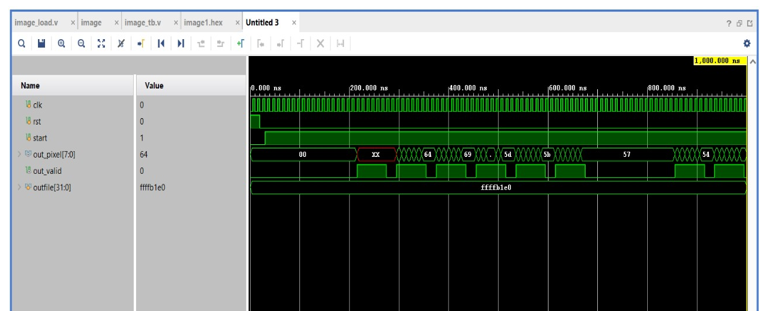 image_load.v × image × image_tb.v × image1.hex × Untitled 3 ×
1,000.000 ns
Name Value
0.000 ns 200.000 ns 400.000 ns 600.000 ns 800.000 ns
clk 0
rst 0
start 1
out_pixel[7:0] 64 00 XX 64 69 5d 5b 57 54
out_valid 0
outfile[31:0] ffffb1e0 ffffb1e0